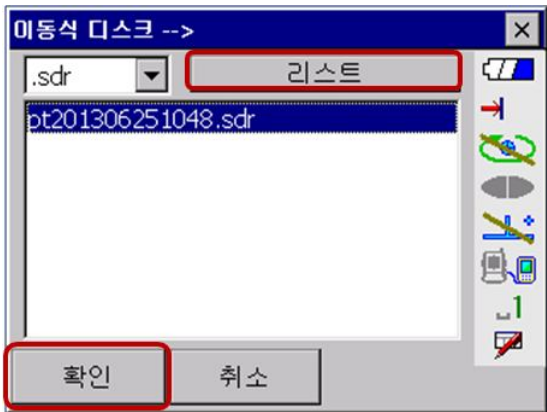 이동식 디스크 -->
.sdr 리스트
pt201306251048.sdr
1
확인 취소